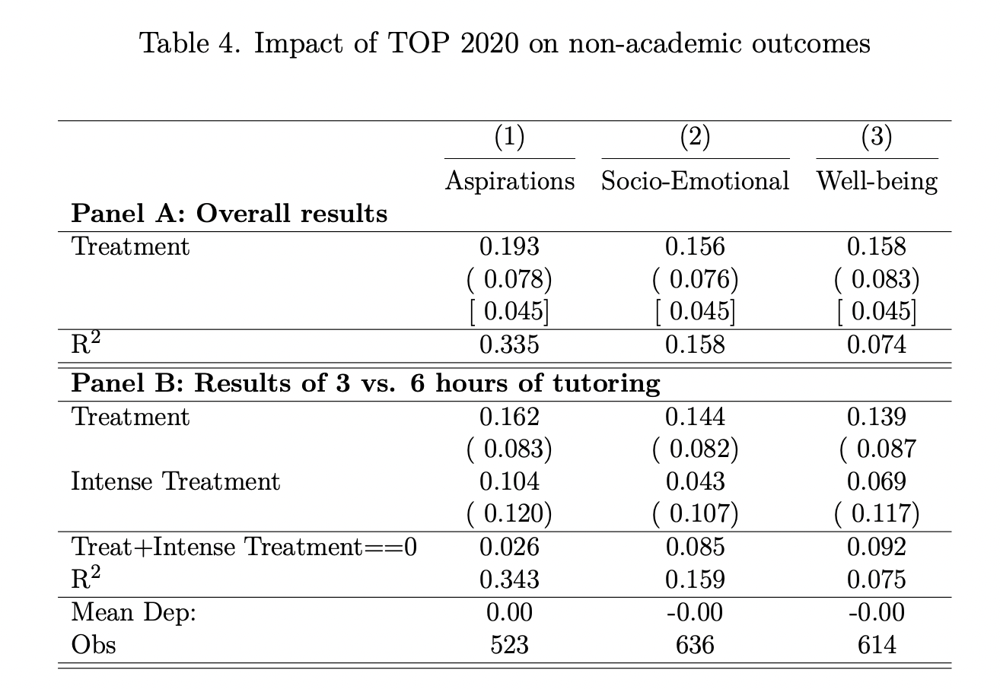 Table 4. Impact of TOP 2020 on non-academic outcomes
(1) (2) (3)
Aspirations Socio-Emotional Well-being
Panel A: Overall results
Treatment 0.193 0.156 0.158
( 0.078) ( 0.076) ( 0.083)
[ 0.045] [ 0.045] [ 0.045]
R² 0.335 0.158 0.074
Panel B: Results of 3 vs. 6 hours of tutoring
Treatment 0.162 0.144 0.139
( 0.083) ( 0.082) ( 0.087
Intense Treatment 0.104 0.043 0.069
( 0.120) ( 0.107) ( 0.117)
Treat+Intense Treatment==0 0.026 0.085 0.092
R² 0.343 0.159 0.075
Mean Dep: 0.00 -0.00 -0.00
Obs 523 636 614